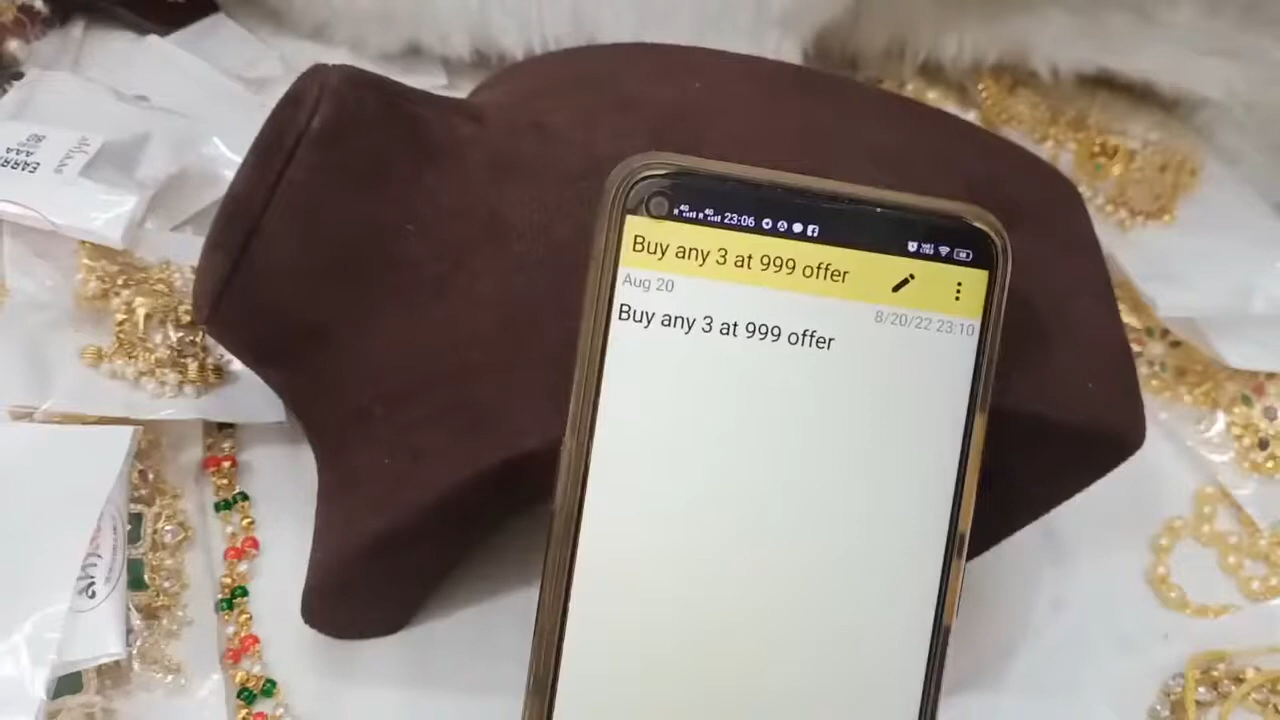 23:06
Buy any 3 at 999 offer
Aug 20
8/20/22 23:10
Buy any 3 at 999 offer
EARR
AAA